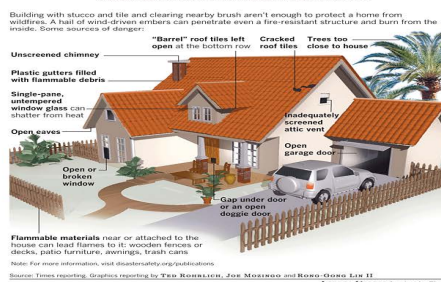 Building with stucco and tile and clearing nearby brush aren't enough to protect a home from
wildfires. A hail of wind-driven embers can penetrate even a fire-resistant structure and burn from the
inside. Some sources of danger:
Unscreened chimney
"Barrel" roof tiles left
open at the bottom row
Cracked
roof tiles
Trees too
close to house
Plastic gutters filled
with flammable debris
Single-pane,
untempered
window glass can
shatter from heat
Open eaves
Inadequately
screened
attic vent
Open
garage door
Open or
broken
window
Gap under door
or an open
doggie door
Flammable materials near or attached to the
house can lead flames to it: wooden fences or
decks, patio furniture, awnings, trash cans
Note: For more information, visit disastersafety.org/publications
Source: Times reporting. Graphics reporting by TED ROHRLICH, JOE MOZINGO and RONG-GONG LIN II